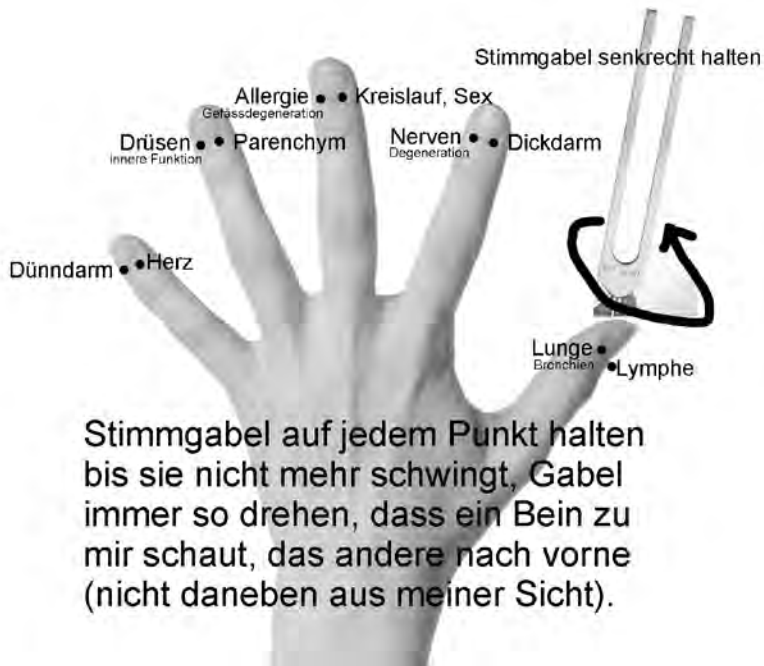 Stimmgabel senkrecht halten
Allergie Kreislauf, Sex
Gefässdegeneration
Drüsen Parenchym
innere Funktion
Nerven Dickdarm
Degeneration
Dünndarm Herz
Lunge
Bronchien
Lymphe
Stimmgabel auf jedem Punkt halten
bis sie nicht mehr schwingt, Gabel
immer so drehen, dass ein Bein zu
mir schaut, das andere nach vorne
(nicht daneben aus meiner Sicht).